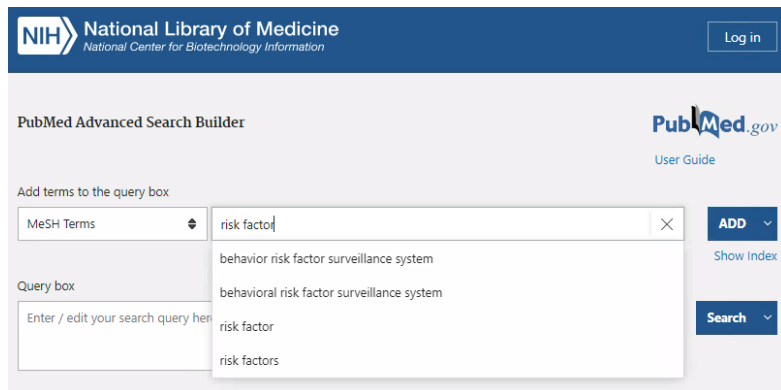 NIH National Library of Medicine
National Center for Biotechnology Information
Log in
PubMed Advanced Search Builder
PubMed.gov
User Guide
Add terms to the query box
MeSH Terms
risk factor
ADD
behavior risk factor surveillance system
Show Index
Query box
behavioral risk factor surveillance system
Enter / edit your search query her
Search
risk factor
risk factors